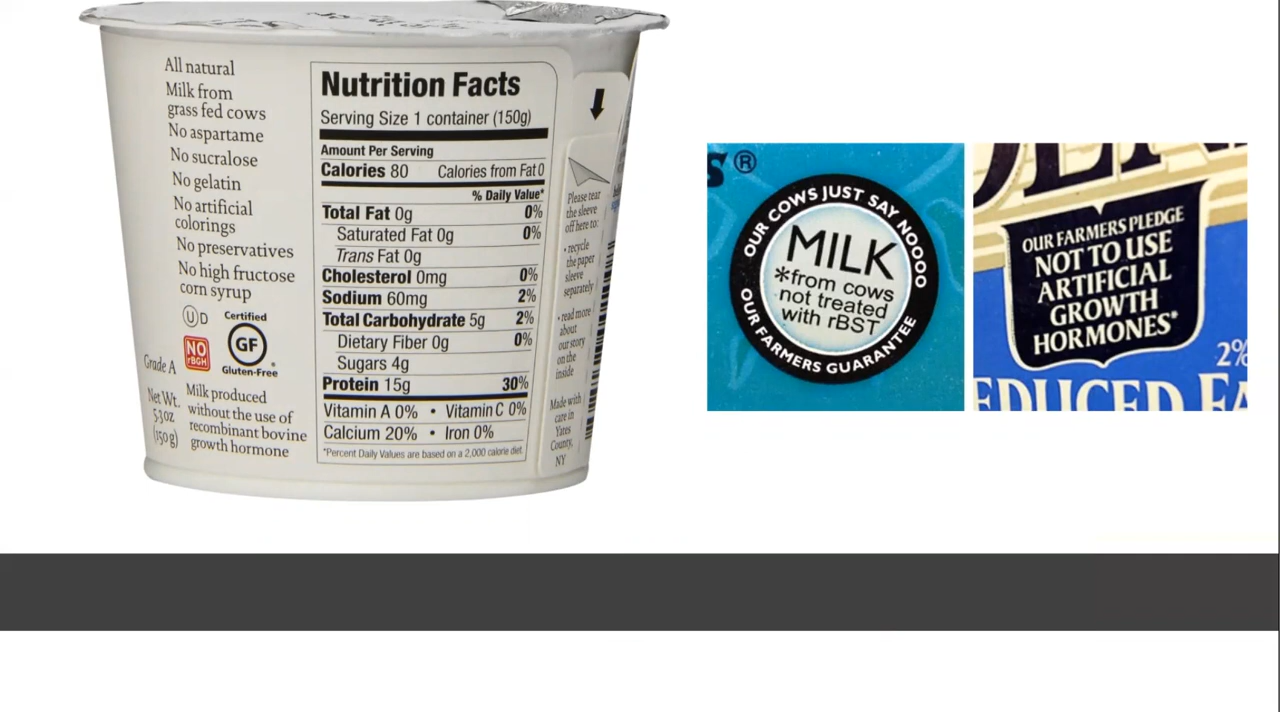 All natural
Milk from
grass fed cows
No aspartame
No sucralose
No gelatin
No artificial
colorings
No preservatives
No high fructose
corn syrup
Ⓤ D
Certified
GF
Gluten-Free
NO
rBGH
Grade A
Net Wt.
5.3 oz
(150 g)
Milk produced
without the use of
recombinant bovine
growth hormone
Nutrition Facts
Serving Size 1 container (150g)
Amount Per Serving
Calories 80 Calories from Fat 0
% Daily Value*
Total Fat 0g 0%
Saturated Fat 0g 0%
Trans Fat 0g
Cholesterol 0mg 0%
Sodium 60mg 2%
Total Carbohydrate 5g 2%
Dietary Fiber 0g 0%
Sugars 4g
Protein 15g 30%
Vitamin A 0% • Vitamin C 0%
Calcium 20% • Iron 0%
*Percent Daily Values are based on a 2,000 calorie diet.
Please tear
the sleeve
off here to:
• recycle
the paper
sleeve
separately
• read more
about
our story
on the
inside
Made with
care in
Yates
County,
NY
S®
OUR COWS JUST SAY NOOOO
MILK
*from cows
not treated
with rBST
OUR FARMERS GUARANTEE
OUR FARMERS PLEDGE
NOT TO USE
ARTIFICIAL
GROWTH
HORMONES*
2%
EDUCED FA